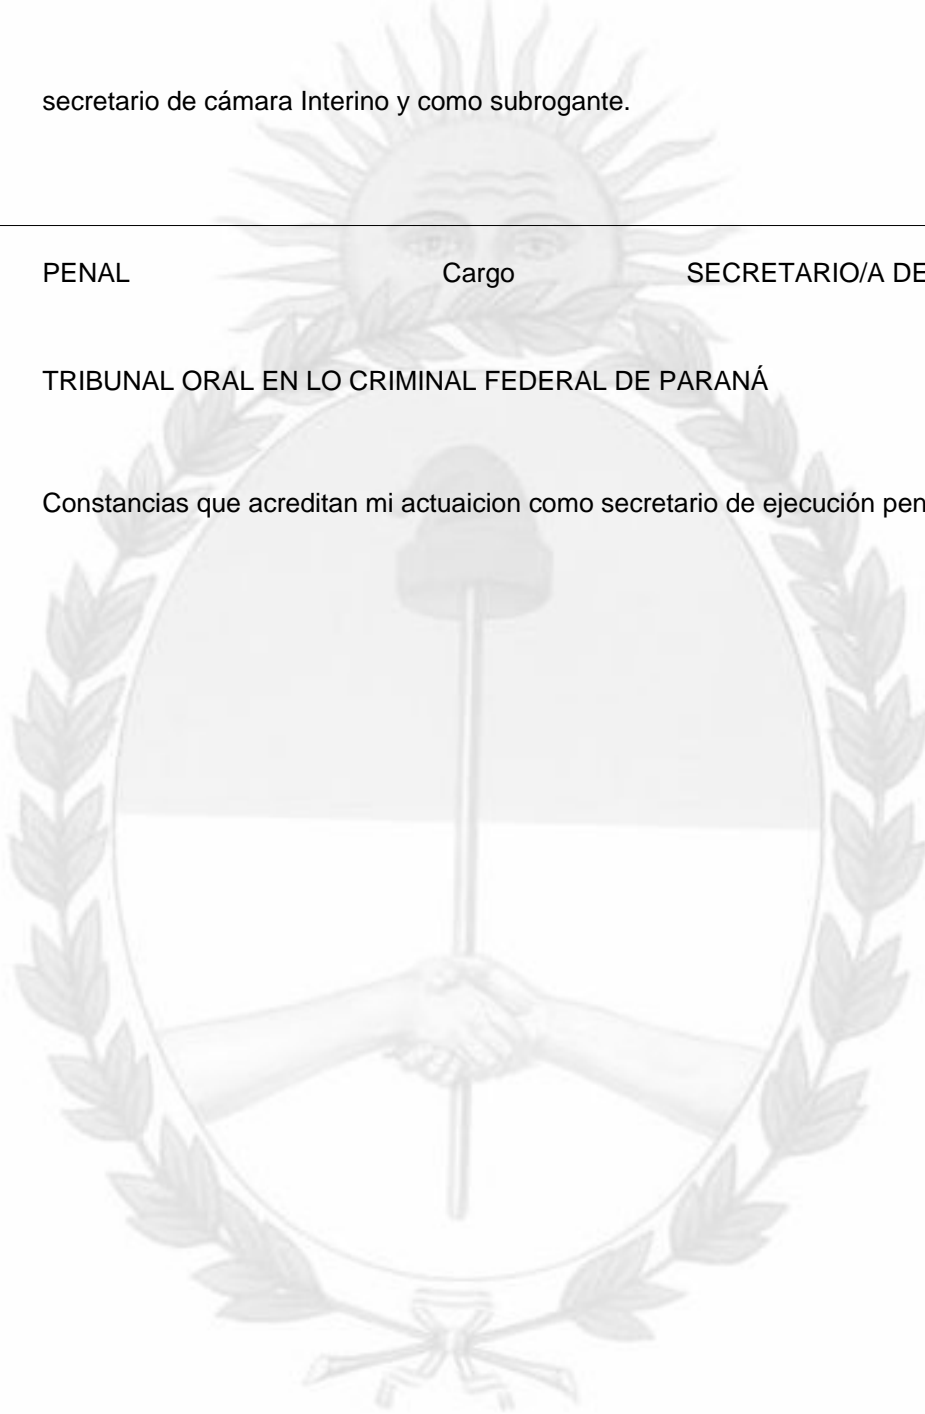 secretario de cámara Interino y como subrogante.
PENAL Cargo SECRETARIO/A DE
TRIBUNAL ORAL EN LO CRIMINAL FEDERAL DE PARANÁ
Constancias que acreditan mi actuaicion como secretario de ejecución pen